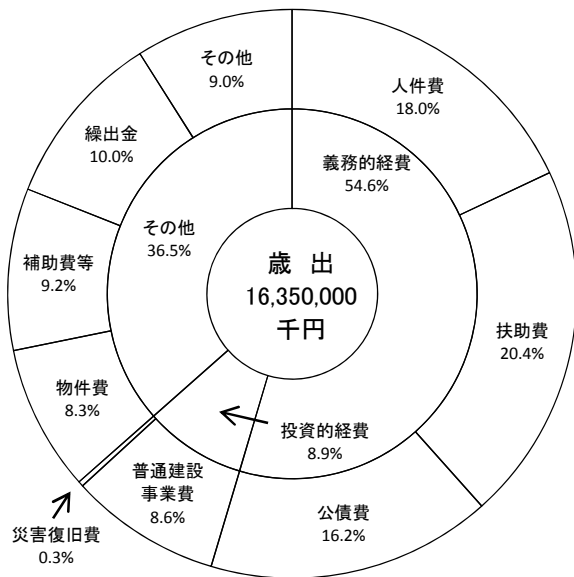 その他
9.0%
人件費
18.0%
繰出金
10.0%
義務的経費
54.6%
その他
36.5%
補助費等
9.2%
歳 出
16,350,000
千円
扶助費
20.4%
物件費
8.3%
投資的経費
8.9%
普通建設
事業費
8.6%
公債費
16.2%
災害復旧費
0.3%